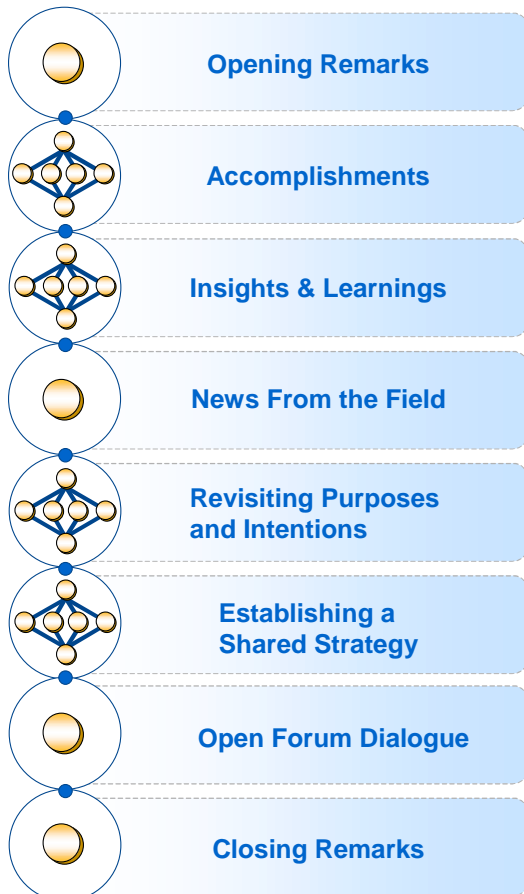 Opening Remarks
Accomplishments
Insights & Learnings
News From the Field
Revisiting Purposes
and Intentions
Establishing a
Shared Strategy
Open Forum Dialogue
Closing Remarks